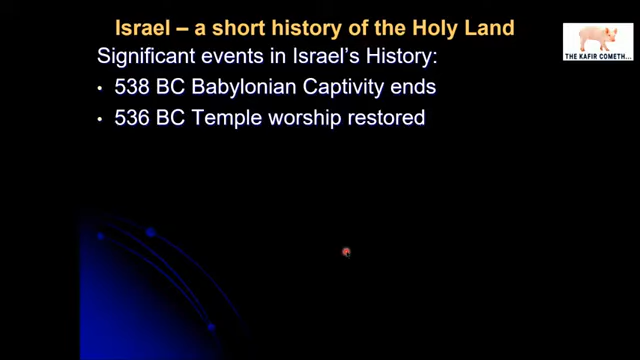 Israel – a short history of the Holy Land
THE KAFIR COMETH...
Significant events in Israel's History:
• 538 BC Babylonian Captivity ends
• 536 BC Temple worship restored